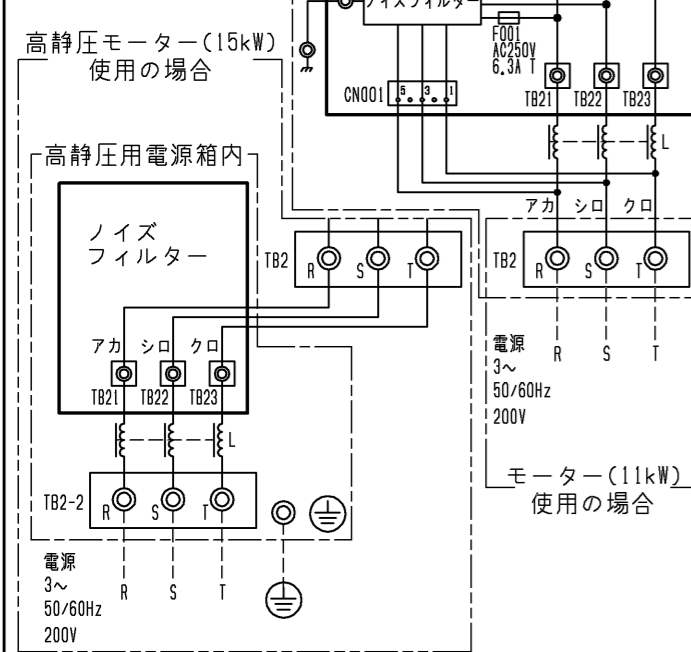 ノイズフィルター
F001
AC250V
6.3A T
高静圧モーター(15kW)
使用の場合
CN001
5 3 1
TB21 TB22 TB23
L
高静圧用電源箱内
アカ シロ クロ
ノイズ
フィルター
TB2
R S T
TB2
R S T
アカ シロ クロ
TB21 TB22 TB23
電源
3~
50/60Hz
200V
R S T
L
モーター(11kW)
使用の場合
TB2-2
R S T
電源
3~
50/60Hz
200V
R S T